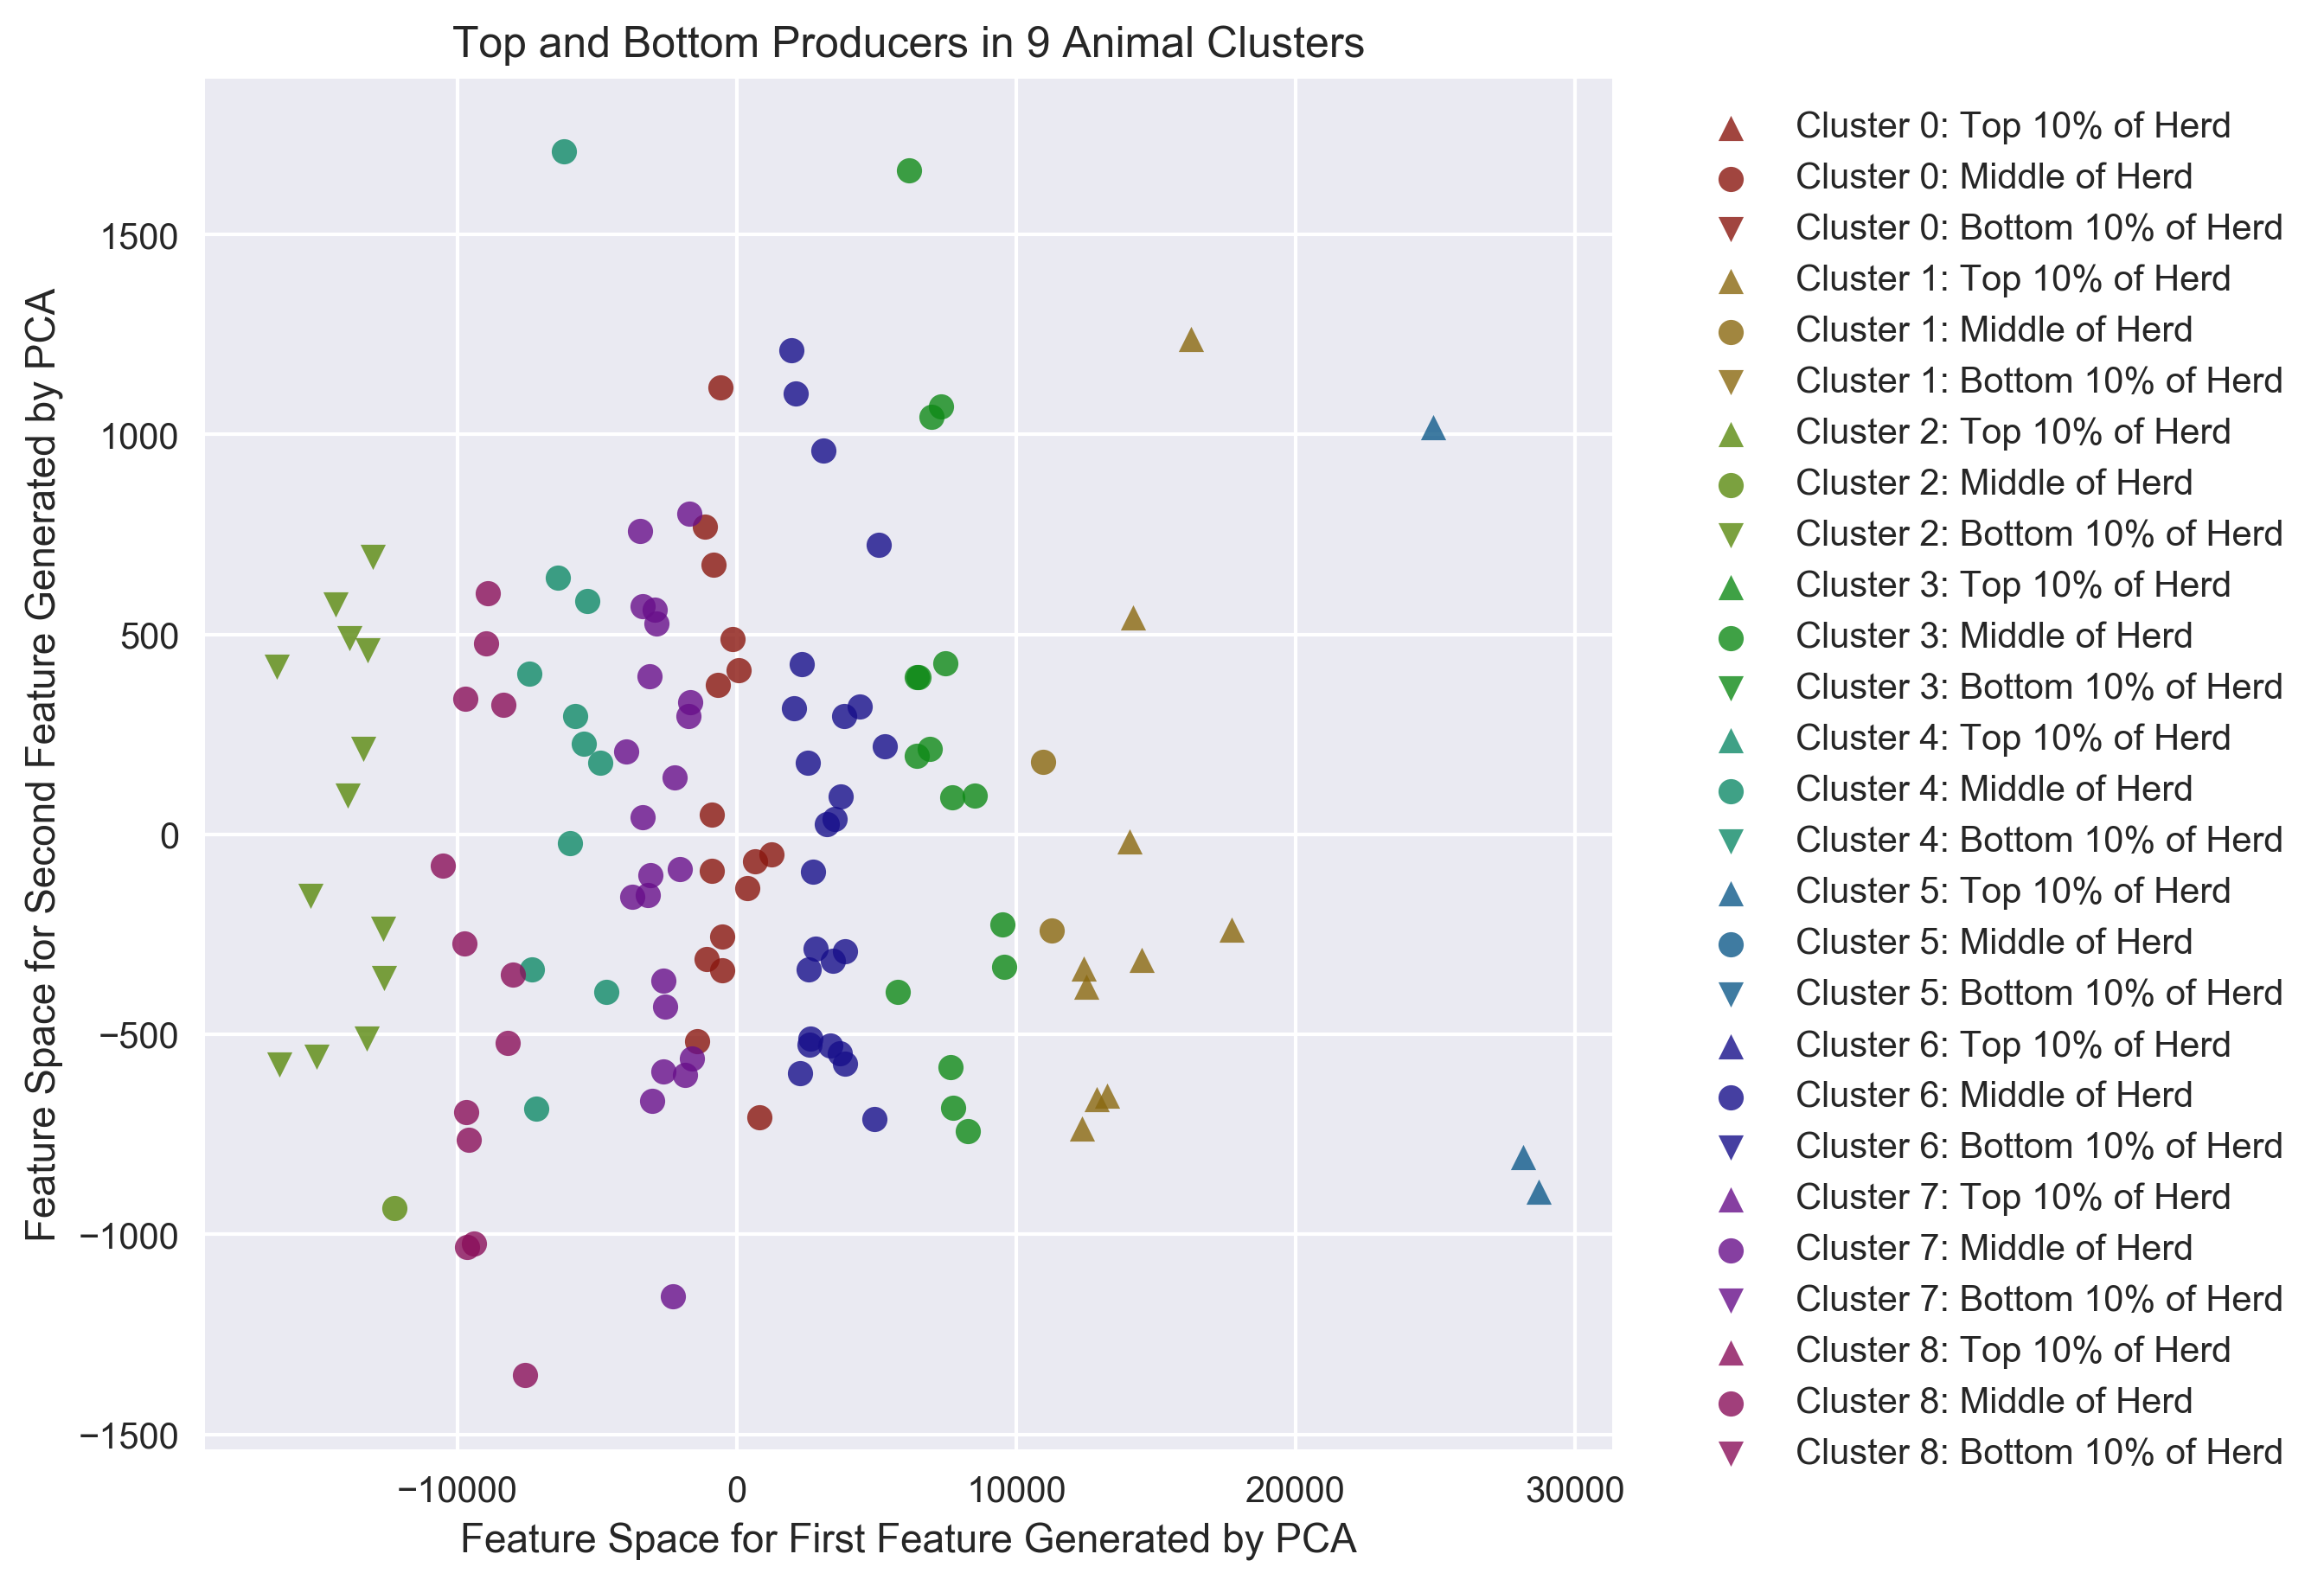 Top and Bottom Producers in 9 Animal Clusters
Feature Space for Second Feature Generated by PCA
1500
1000
500
0
−500
−1000
−1500
−10000
0
10000
20000
30000
Feature Space for First Feature Generated by PCA
Cluster 0: Top 10% of Herd
Cluster 0: Middle of Herd
Cluster 0: Bottom 10% of Herd
Cluster 1: Top 10% of Herd
Cluster 1: Middle of Herd
Cluster 1: Bottom 10% of Herd
Cluster 2: Top 10% of Herd
Cluster 2: Middle of Herd
Cluster 2: Bottom 10% of Herd
Cluster 3: Top 10% of Herd
Cluster 3: Middle of Herd
Cluster 3: Bottom 10% of Herd
Cluster 4: Top 10% of Herd
Cluster 4: Middle of Herd
Cluster 4: Bottom 10% of Herd
Cluster 5: Top 10% of Herd
Cluster 5: Middle of Herd
Cluster 5: Bottom 10% of Herd
Cluster 6: Top 10% of Herd
Cluster 6: Middle of Herd
Cluster 6: Bottom 10% of Herd
Cluster 7: Top 10% of Herd
Cluster 7: Middle of Herd
Cluster 7: Bottom 10% of Herd
Cluster 8: Top 10% of Herd
Cluster 8: Middle of Herd
Cluster 8: Bottom 10% of Herd